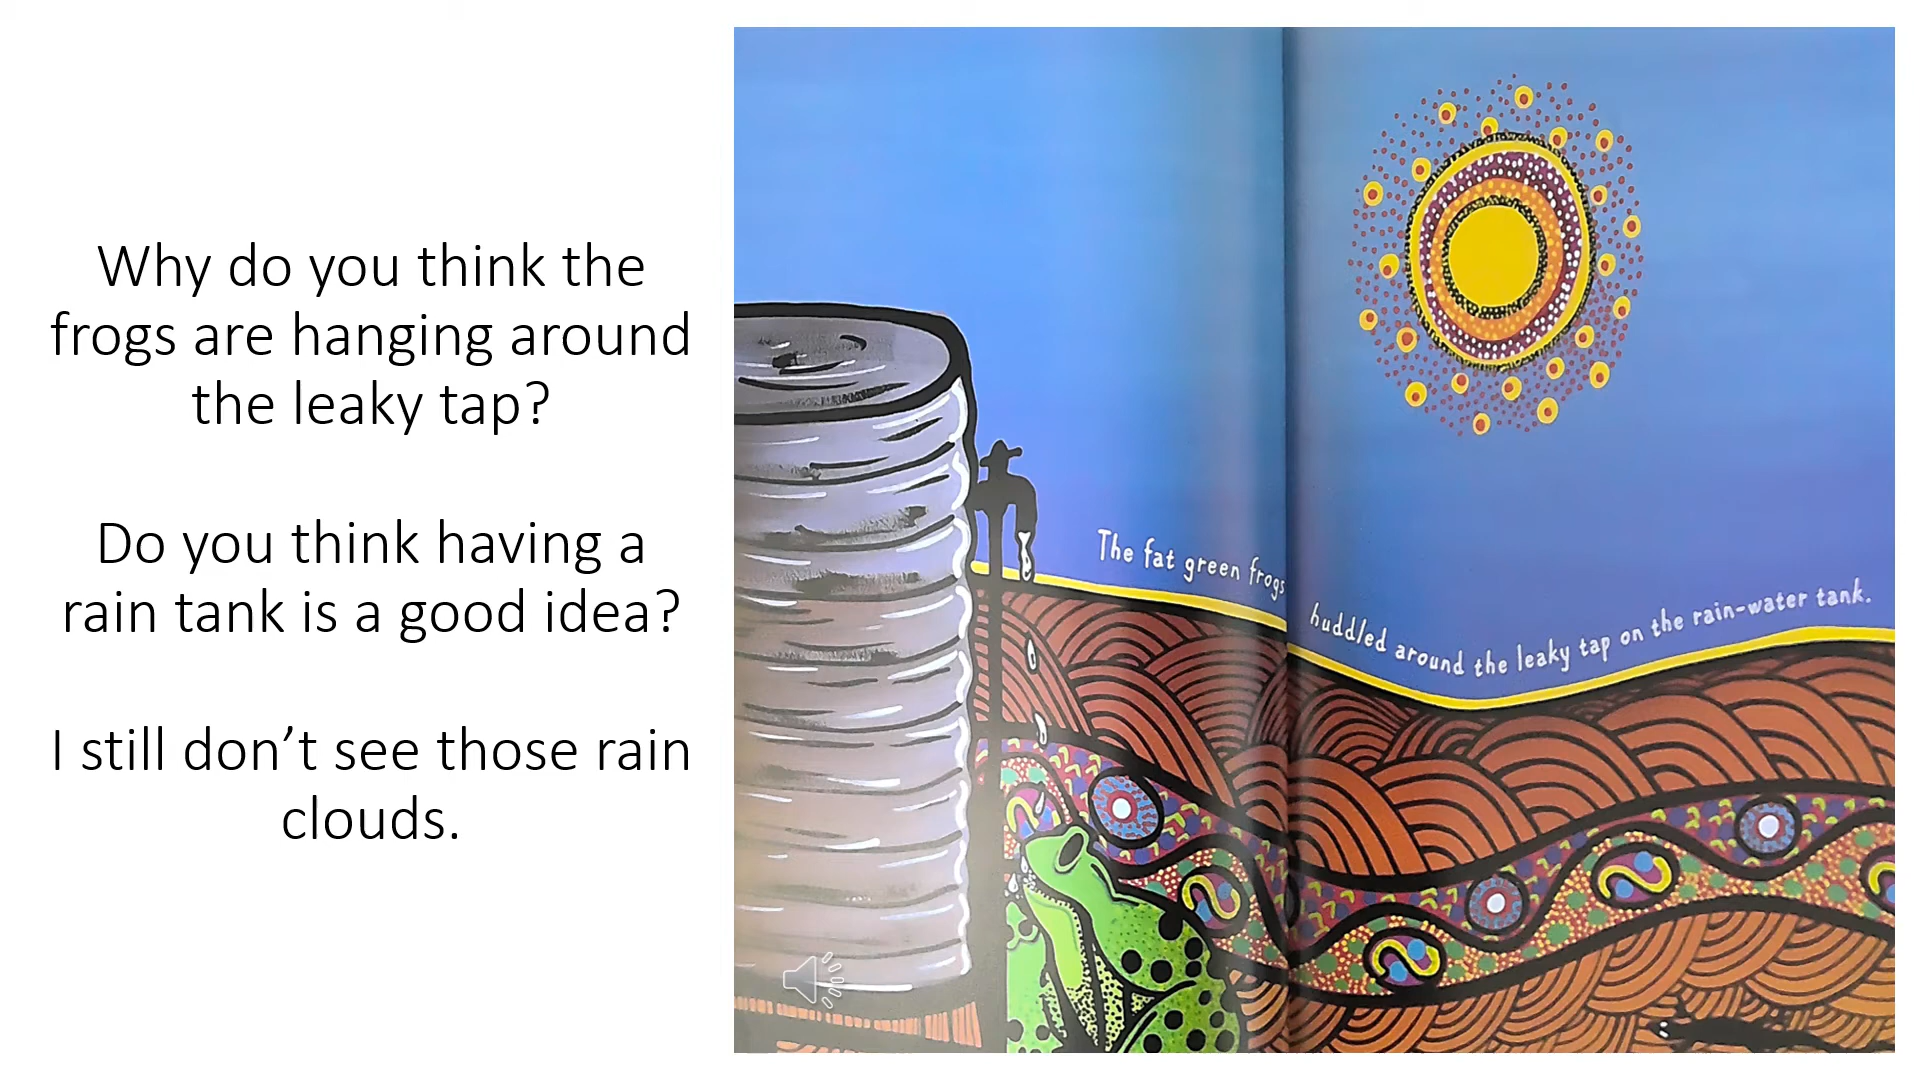 Why do you think the
frogs are hanging around
the leaky tap?
Do you think having a
rain tank is a good idea?
I still don’t see those rain
clouds.
The fat green frogs
huddled around the leaky tap on the rain-water tank.